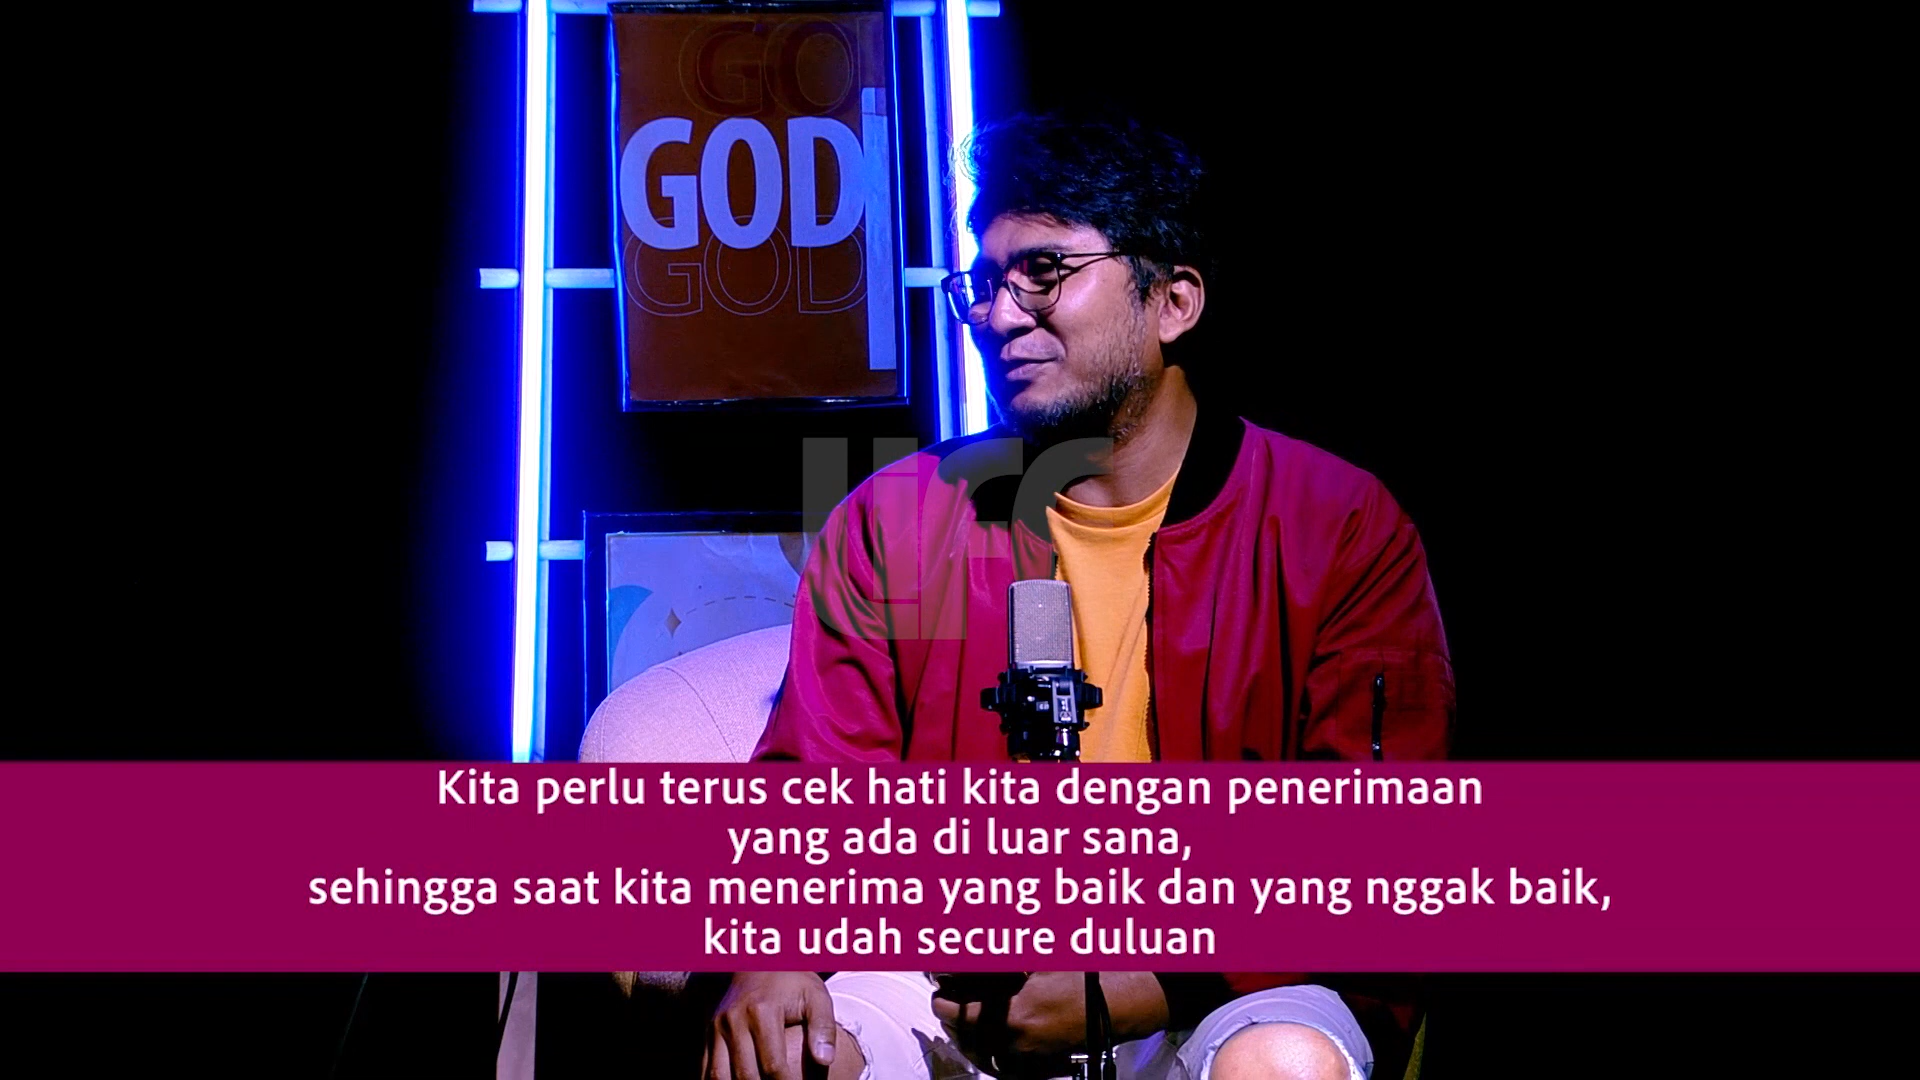 GO
GOD
GOD
Kita perlu terus cek hati kita dengan penerimaan
yang ada di luar sana,
sehingga saat kita menerima yang baik dan yang nggak baik,
kita udah secure duluan